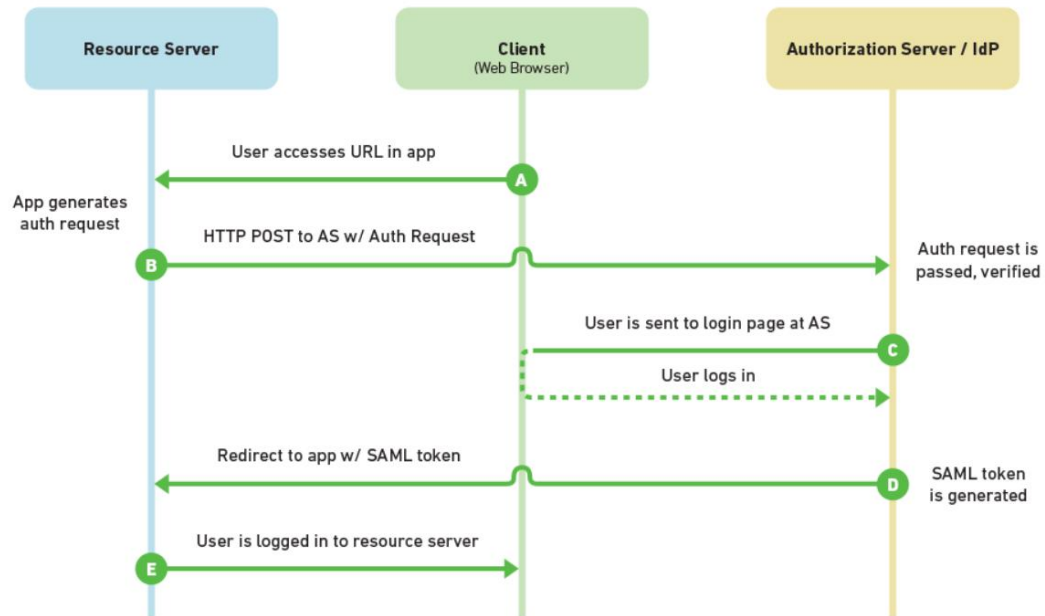 Resource Server
Client
(Web Browser)
Authorization Server / IdP
User accesses URL in app
A
App generates
auth request
HTTP POST to AS w/ Auth Request
B
Auth request is
passed, verified
User is sent to login page at AS
C
User logs in
Redirect to app w/ SAML token
D
SAML token
is generated
User is logged in to resource server
E